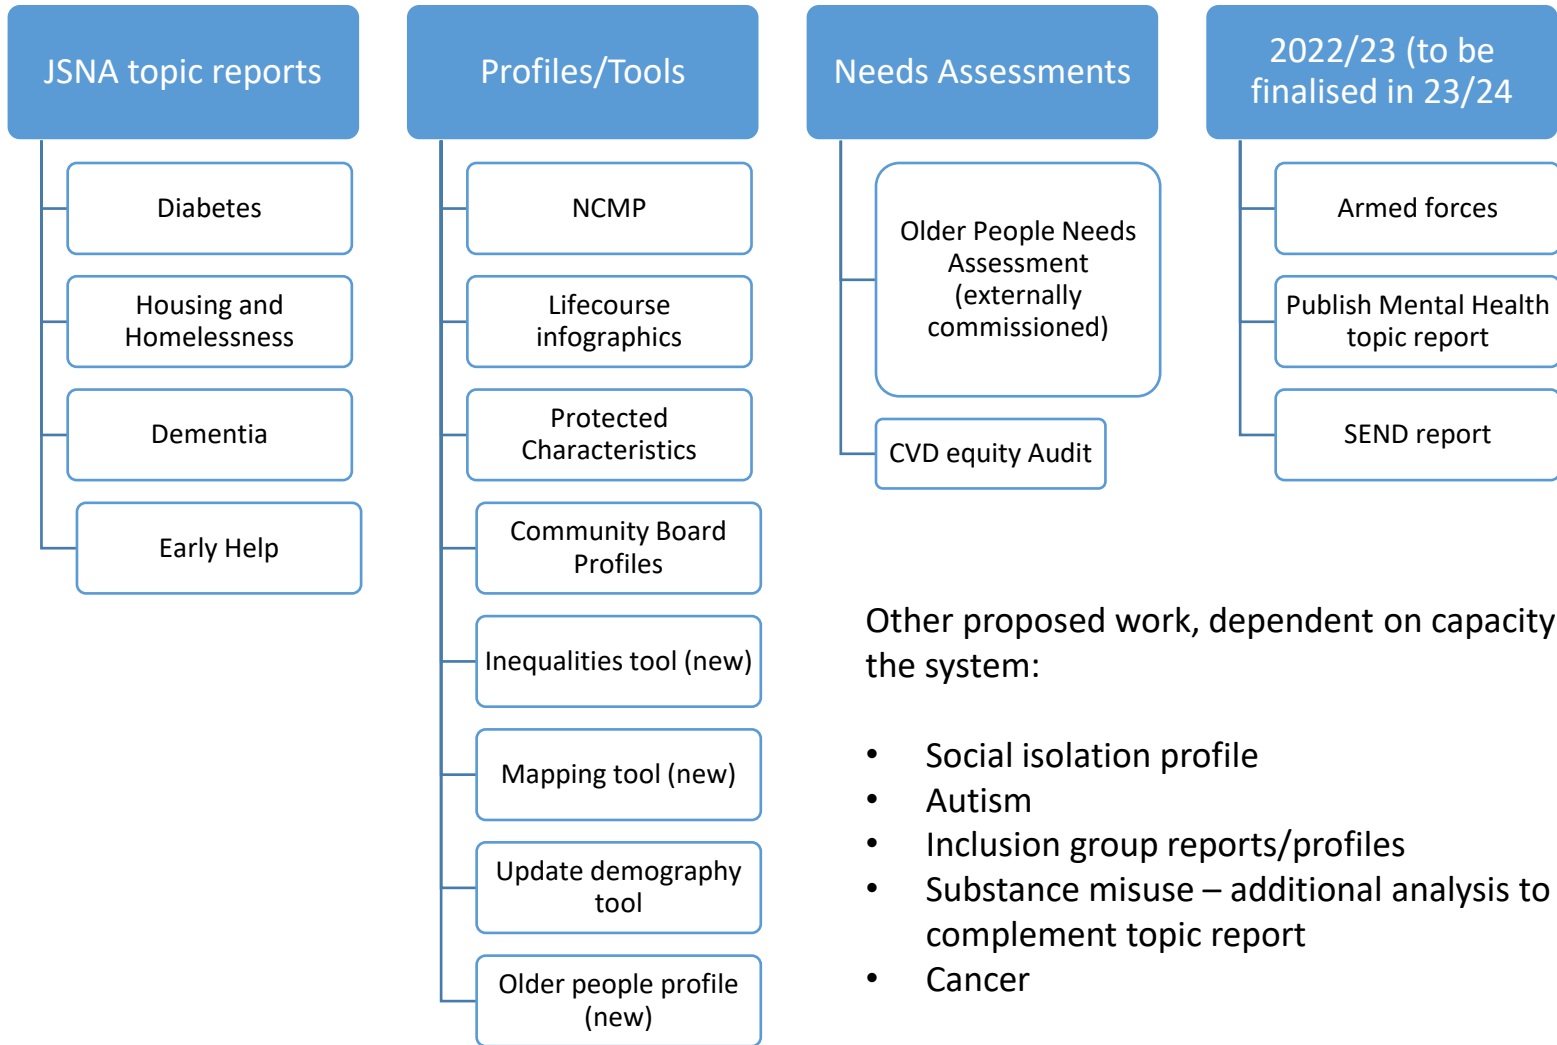 JSNA topic reports
Diabetes
Housing and
Homelessness
Dementia
Early Help
Profiles/Tools
NCMP
Lifecourse
infographics
Protected
Characteristics
Community Board
Profiles
Inequalities tool (new)
Mapping tool (new)
Update demography
tool
Older people profile
(new)
Needs Assessments
Older People Needs
Assessment
(externally
commissioned)
CVD equity Audit
2022/23 (to be
finalised in 23/24
Armed forces
Publish Mental Health
topic report
SEND report
Other proposed work, dependent on capacity
the system:
• Social isolation profile
• Autism
• Inclusion group reports/profiles
• Substance misuse – additional analysis to
complement topic report
• Cancer